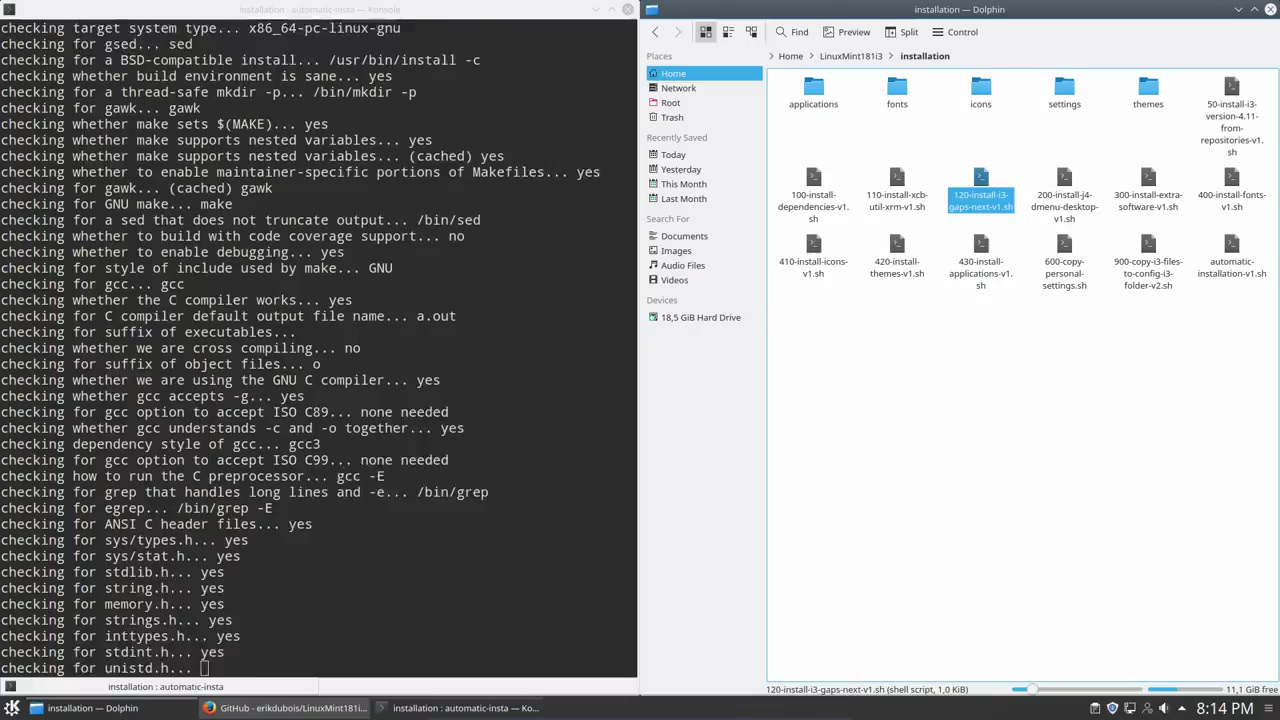 installation : automatic-insta — Konsole
checking target system type... x86_64-pc-linux-gnu
checking for gsed... sed
checking for a BSD-compatible install... /usr/bin/install -c
checking whether build environment is sane... yes
checking for a thread-safe mkdir -p... /bin/mkdir -p
checking for gawk... gawk
checking whether make sets $(MAKE)... yes
checking whether make supports nested variables... yes
checking whether make supports nested variables... (cached) yes
checking whether to enable maintainer-specific portions of Makefiles... yes
checking for gawk... (cached) gawk
checking for GNU make... make
checking for a sed that does not truncate output... /bin/sed
checking whether to build with code coverage support... no
checking whether to enable debugging... yes
checking for style of include used by make... GNU
checking for gcc... gcc
checking whether the C compiler works... yes
checking for C compiler default output file name... a.out
checking for suffix of executables...
checking whether we are cross compiling... no
checking for suffix of object files... o
checking whether we are using the GNU C compiler... yes
checking whether gcc accepts -g... yes
checking for gcc option to accept ISO C89... none needed
checking whether gcc understands -c and -o together... yes
checking dependency style of gcc... gcc3
checking for gcc option to accept ISO C99... none needed
checking how to run the C preprocessor... gcc -E
checking for grep that handles long lines and -e... /bin/grep
checking for egrep... /bin/grep -E
checking for ANSI C header files... yes
checking for sys/types.h... yes
checking for sys/stat.h... yes
checking for stdlib.h... yes
checking for string.h... yes
checking for memory.h... yes
checking for strings.h... yes
checking for inttypes.h... yes
checking for stdint.h... yes
checking for unistd.h...
installation : automatic-insta
installation — Dolphin
Find
Preview
Split
Control
Places
Home
Network
Root
Trash
Recently Saved
Today
Yesterday
This Month
Last Month
Search For
Documents
Images
Audio Files
Videos
Devices
18,5 GiB Hard Drive
Home
LinuxMint181i3
installation
applications
fonts
icons
settings
themes
50-install-i3-
version-4.11-
from-
repositories-v1.
sh
100-install-
dependencies-v1.
sh
110-install-xcb-
util-xrm-v1.sh
120-install-i3-
gaps-next-v1.sh
200-install-j4-
dmenu-desktop-
v1.sh
300-install-extra-
software-v1.sh
400-install-fonts-
v1.sh
410-install-icons-
v1.sh
420-install-
themes-v1.sh
430-install-
applications-v1.
sh
600-copy-
personal-
settings.sh
900-copy-i3-files-
to-config-i3-
folder-v2.sh
automatic-
installation-v1.sh
120-install-i3-gaps-next-v1.sh (shell script, 1,0 KiB)
11,1 GiB free
installation — Dolphin
GitHub - erikdubois/LinuxMint181i...
installation : automatic-insta — Ko...
8:14 PM